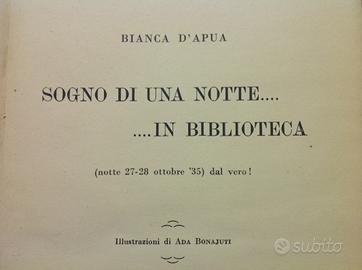 BIANCA D'APUA
SOGNO DI UNA NOTTE....
....IN BIBLIOTECA
(notte 27-28 ottobre '35) dal vero!
Illustrazioni di ADA BONAJUTI
subito